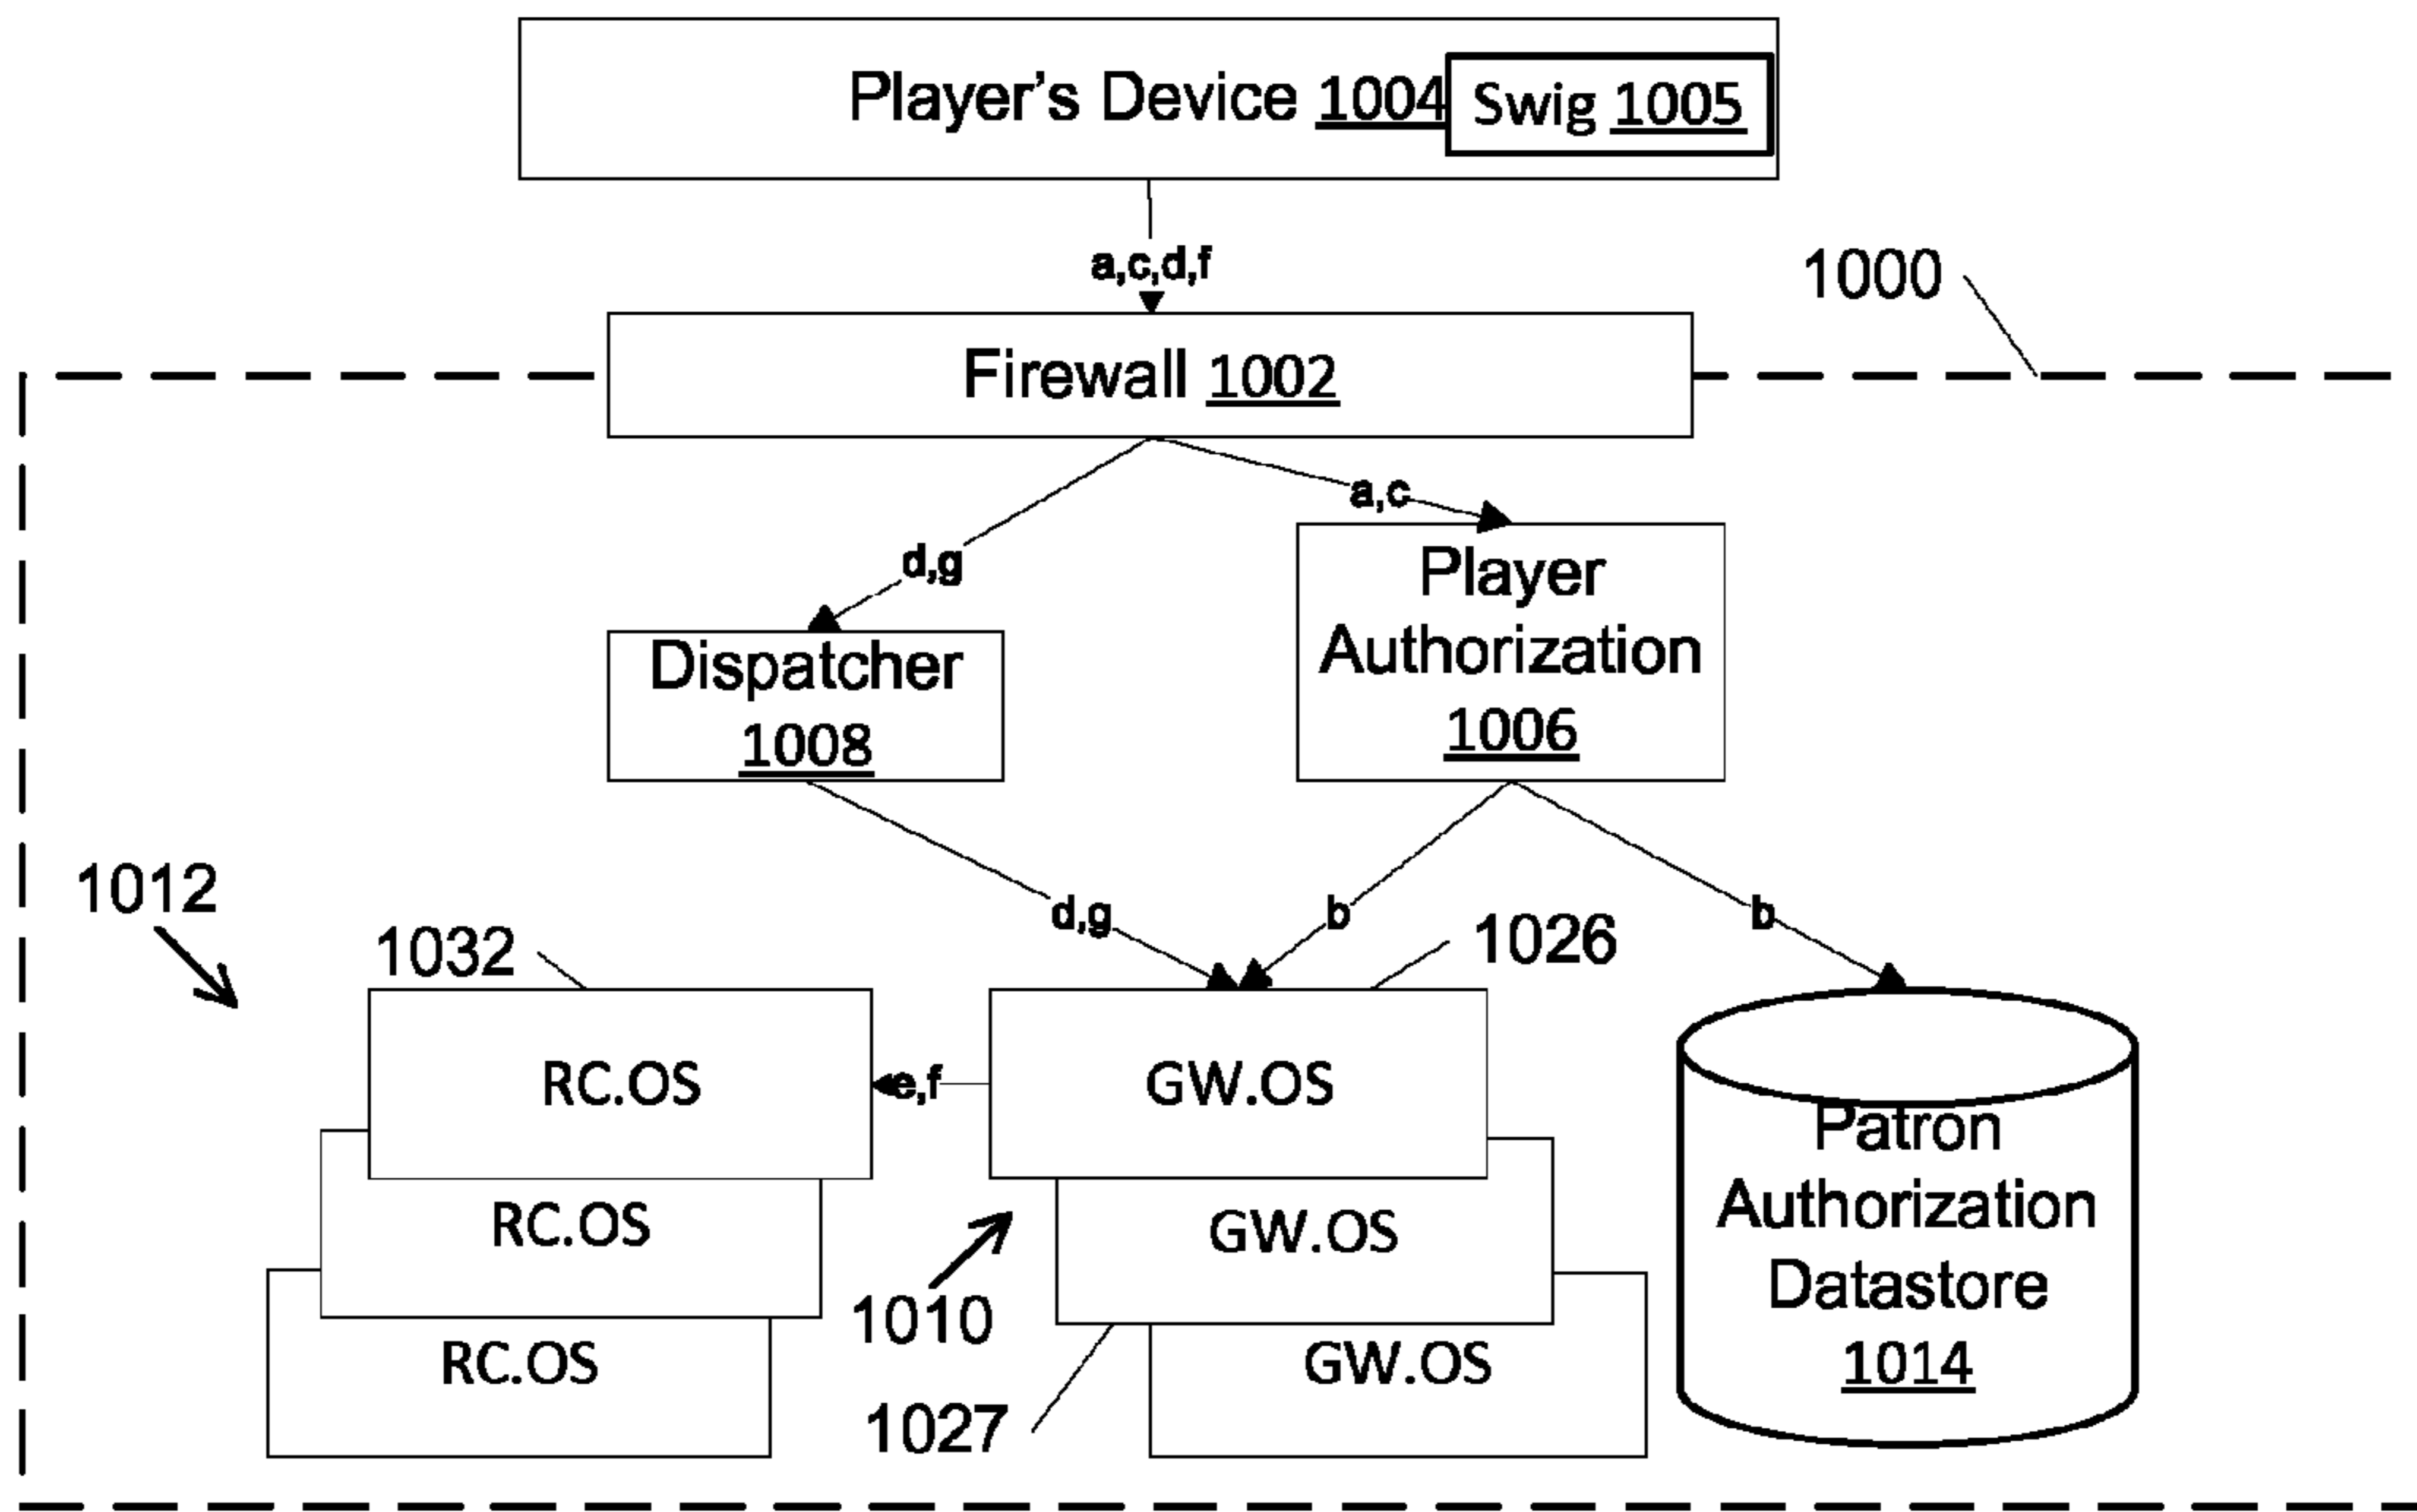 Player's Device 1004
Swig 1005
a,c,d,f
1000
Firewall 1002
a,c
d,g
Player
Authorization
1006
Dispatcher
1008
1012
d,g
b
b
1032
1026
RC.OS
e,f
GW.OS
Patron
Authorization
Datastore
1014
RC.OS
GW.OS
1010
RC.OS
GW.OS
1027